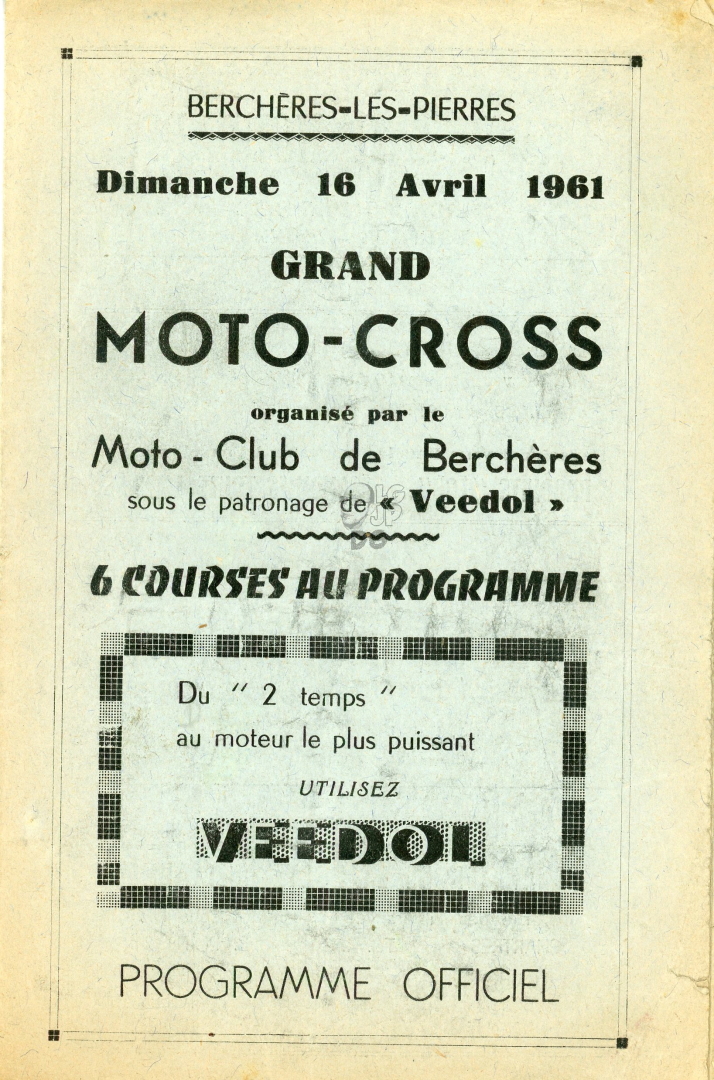 BERCHÈRES-LES-PIERRES
Dimanche 16 Avril 1961
GRAND
MOTO-CROSS
organisé par le
Moto-Club de Berchères
sous le patronage de « Veedol »
6 COURSES AU PROGRAMME
Du " 2 temps "
au moteur le plus puissant
UTILISEZ
VEEDOL
PROGRAMME OFFICIEL